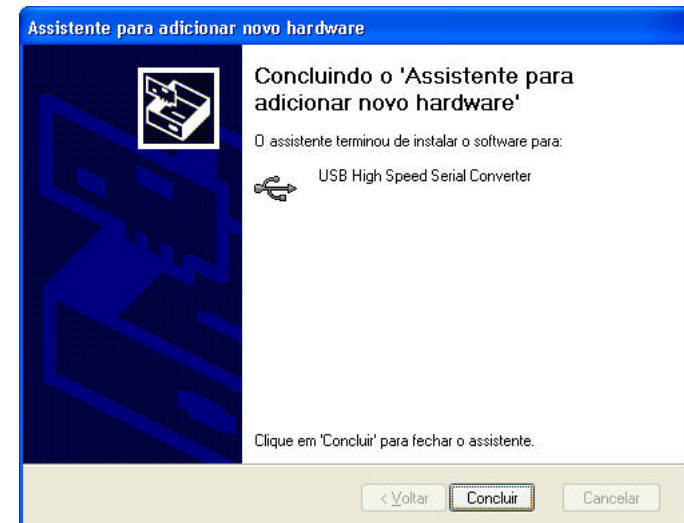 Assistente para adicionar novo hardware
Concluindo o 'Assistente para
adicionar novo hardware'
O assistente terminou de instalar o software para:
USB High Speed Serial Converter
Clique em 'Concluir' para fechar o assistente.
< Voltar
Concluir
Cancelar